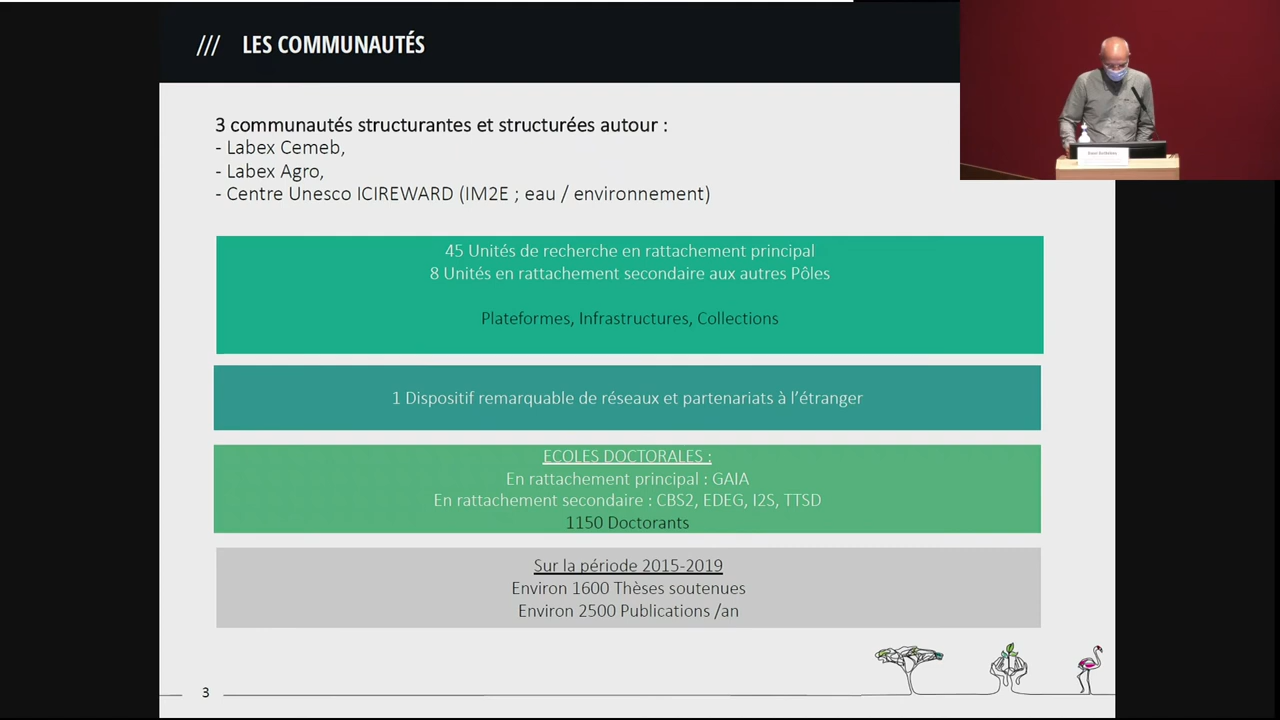 /// LES COMMUNAUTÉS
3 communautés structurantes et structurées autour :
- Labex Cemeb,
- Labex Agro,
- Centre Unesco ICIREWARD (IM2E ; eau / environnement)
45 Unités de recherche en rattachement principal
8 Unités en rattachement secondaire aux autres Pôles
Plateformes, Infrastructures, Collections
1 Dispositif remarquable de réseaux et partenariats à l’étranger
ECOLES DOCTORALES :
En rattachement principal : GAIA
En rattachement secondaire : CBS2, EDEG, I2S, TTSD
1150 Doctorants
Sur la période 2015-2019
Environ 1600 Thèses soutenues
Environ 2500 Publications /an
3